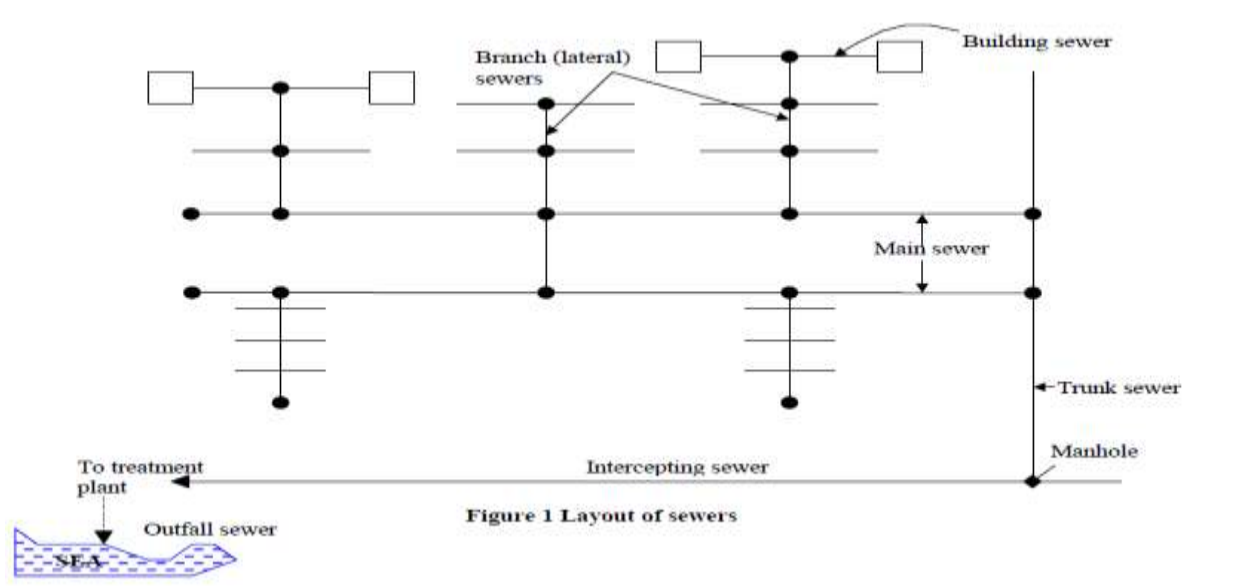 Building sewer
Branch (lateral)
sewers
Main sewer
Trunk sewer
Manhole
To treatment
plant
Intercepting sewer
Outfall sewer
Figure 1 Layout of sewers
SEA